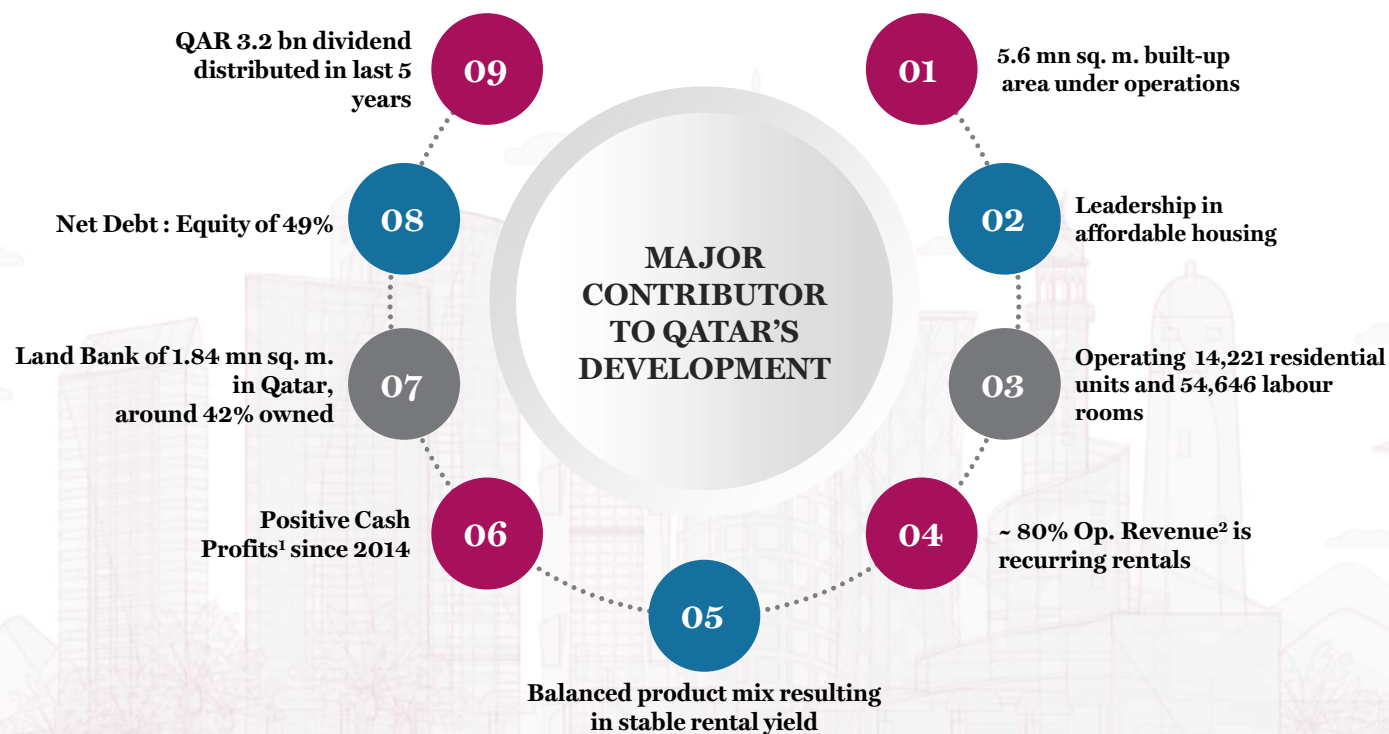 MAJOR
CONTRIBUTOR
TO QATAR’S
DEVELOPMENT
01
5.6 mn sq. m. built-up
area under operations
02
Leadership in
affordable housing
03
Operating 14,221 residential
units and 54,646 labour
rooms
04
~ 80% Op. Revenue² is
recurring rentals
05
Balanced product mix resulting
in stable rental yield
06
Positive Cash
Profits¹ since 2014
07
Land Bank of 1.84 mn sq. m.
in Qatar,
around 42% owned
08
Net Debt : Equity of 49%
09
QAR 3.2 bn dividend
distributed in last 5
years